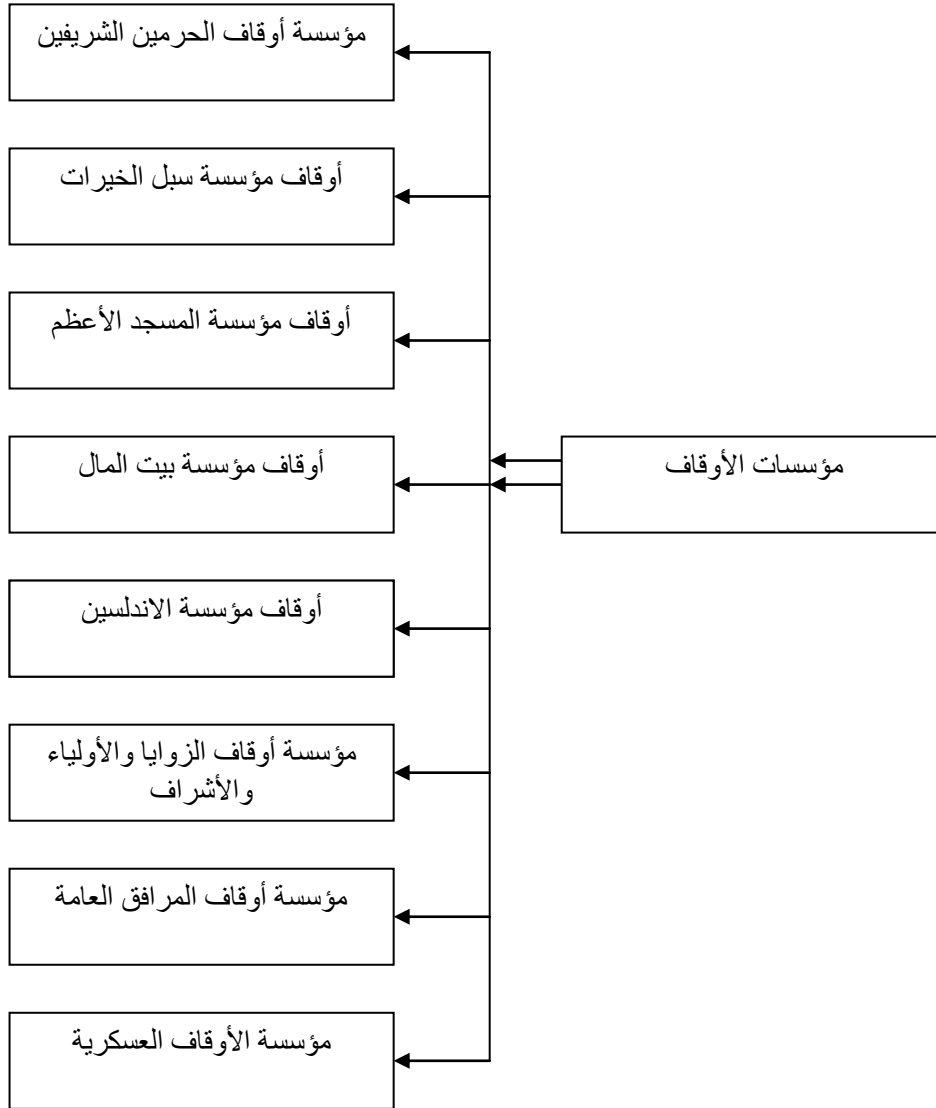 مؤسسة أوقاف الحرمين الشريفين
أوقاف مؤسسة سبل الخيرات
أوقاف مؤسسة المسجد الأعظم
مؤسسات الأوقاف
أوقاف مؤسسة بيت المال
أوقاف مؤسسة الاندلسين
مؤسسة أوقاف الزوايا والأولياء
والأشراف
مؤسسة أوقاف المرافق العامة
مؤسسة الأوقاف العسكرية